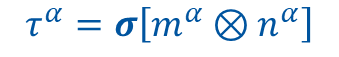 τ^α = σ[m^α ⊗ n^α]